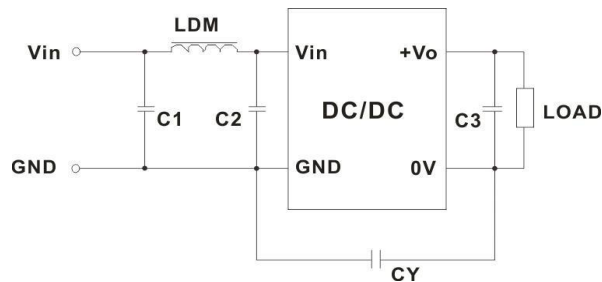 LDM
Vin
Vin
+Vo
C1
C2
DC/DC
C3
LOAD
GND
GND
0V
CY